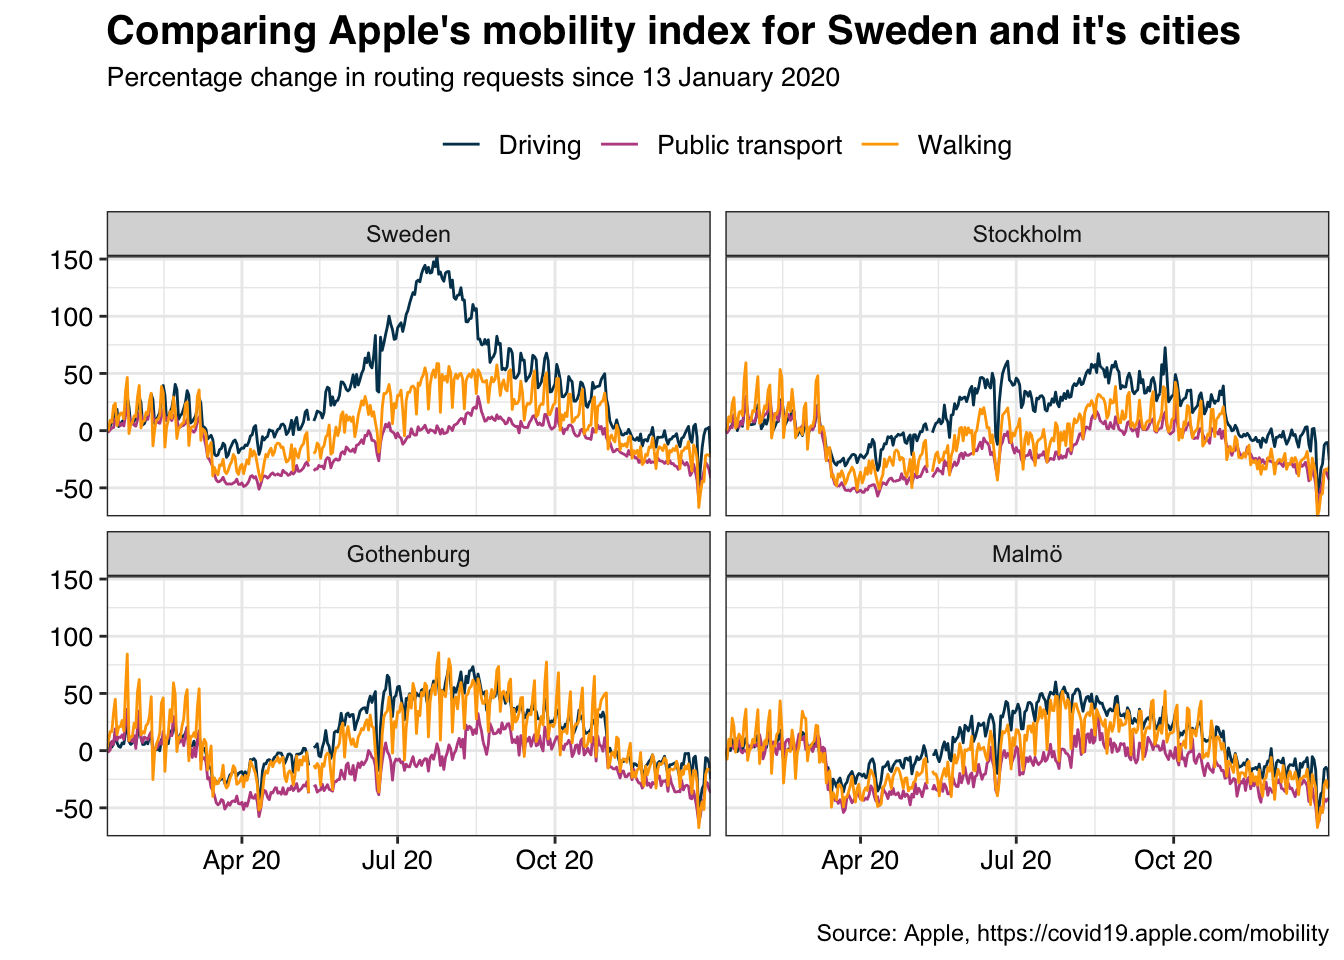 Comparing Apple's mobility index for Sweden and it's cities
Percentage change in routing requests since 13 January 2020
Driving Public transport Walking
Sweden Stockholm
150
100
50
0
-50
Gothenburg Malmö
150
100
50
0
-50
Apr 20 Jul 20 Oct 20 Apr 20 Jul 20 Oct 20
Source: Apple, https://covid19.apple.com/mobility